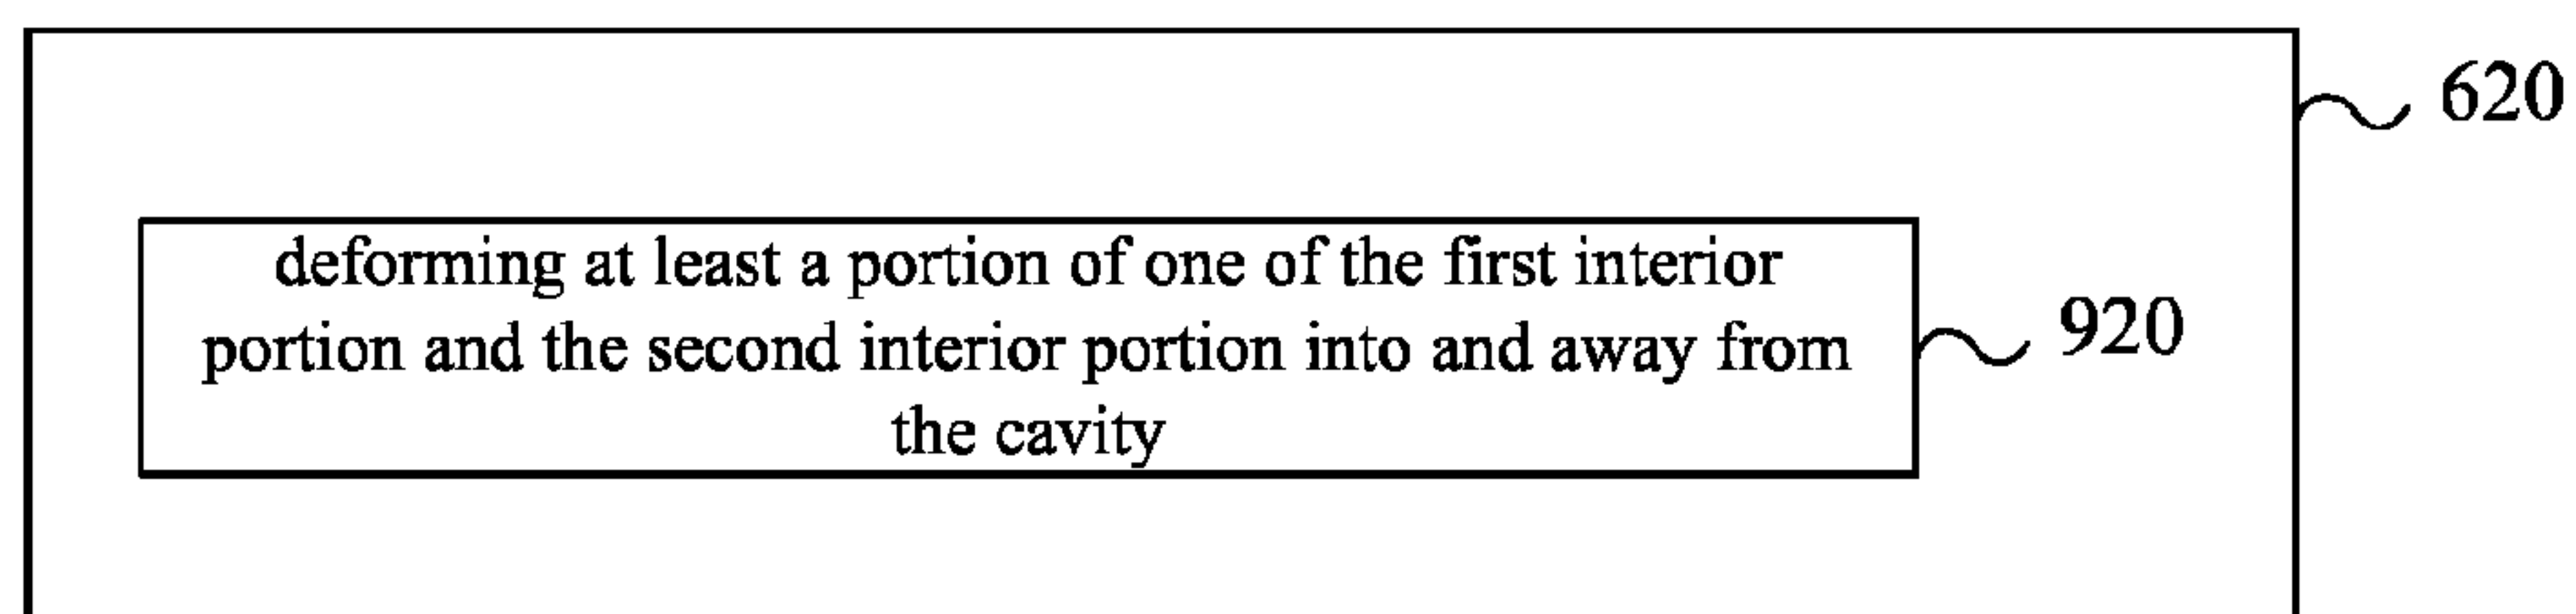 620
deforming at least a portion of one of the first interior
portion and the second interior portion into and away from
the cavity
920